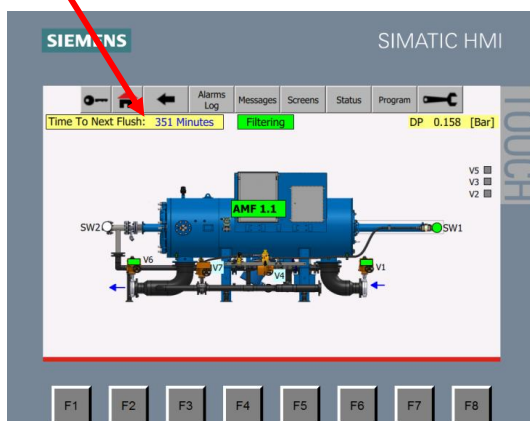 SIEMENS
SIMATIC HMI
TOUCH
Alarms Log
Messages
Screens
Status
Program
Time To Next Flush: 351 Minutes
Filtering
DP 0.158 [Bar]
V5
V3
V2
AMF 1.1
SW2
SW1
V6
V7
V4
V1
F1
F2
F3
F4
F5
F6
F7
F8